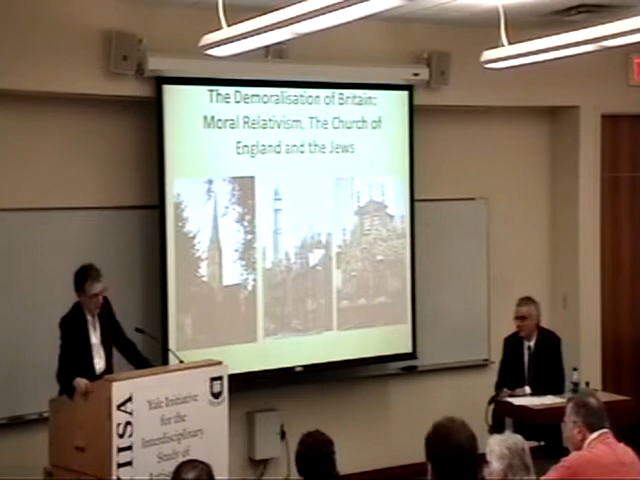 The Demoralisation of Britain:
Moral Relativism, The Church of
England and the Jews
YIISA
Yale Initiative
for the
Interdisciplinary
Study of